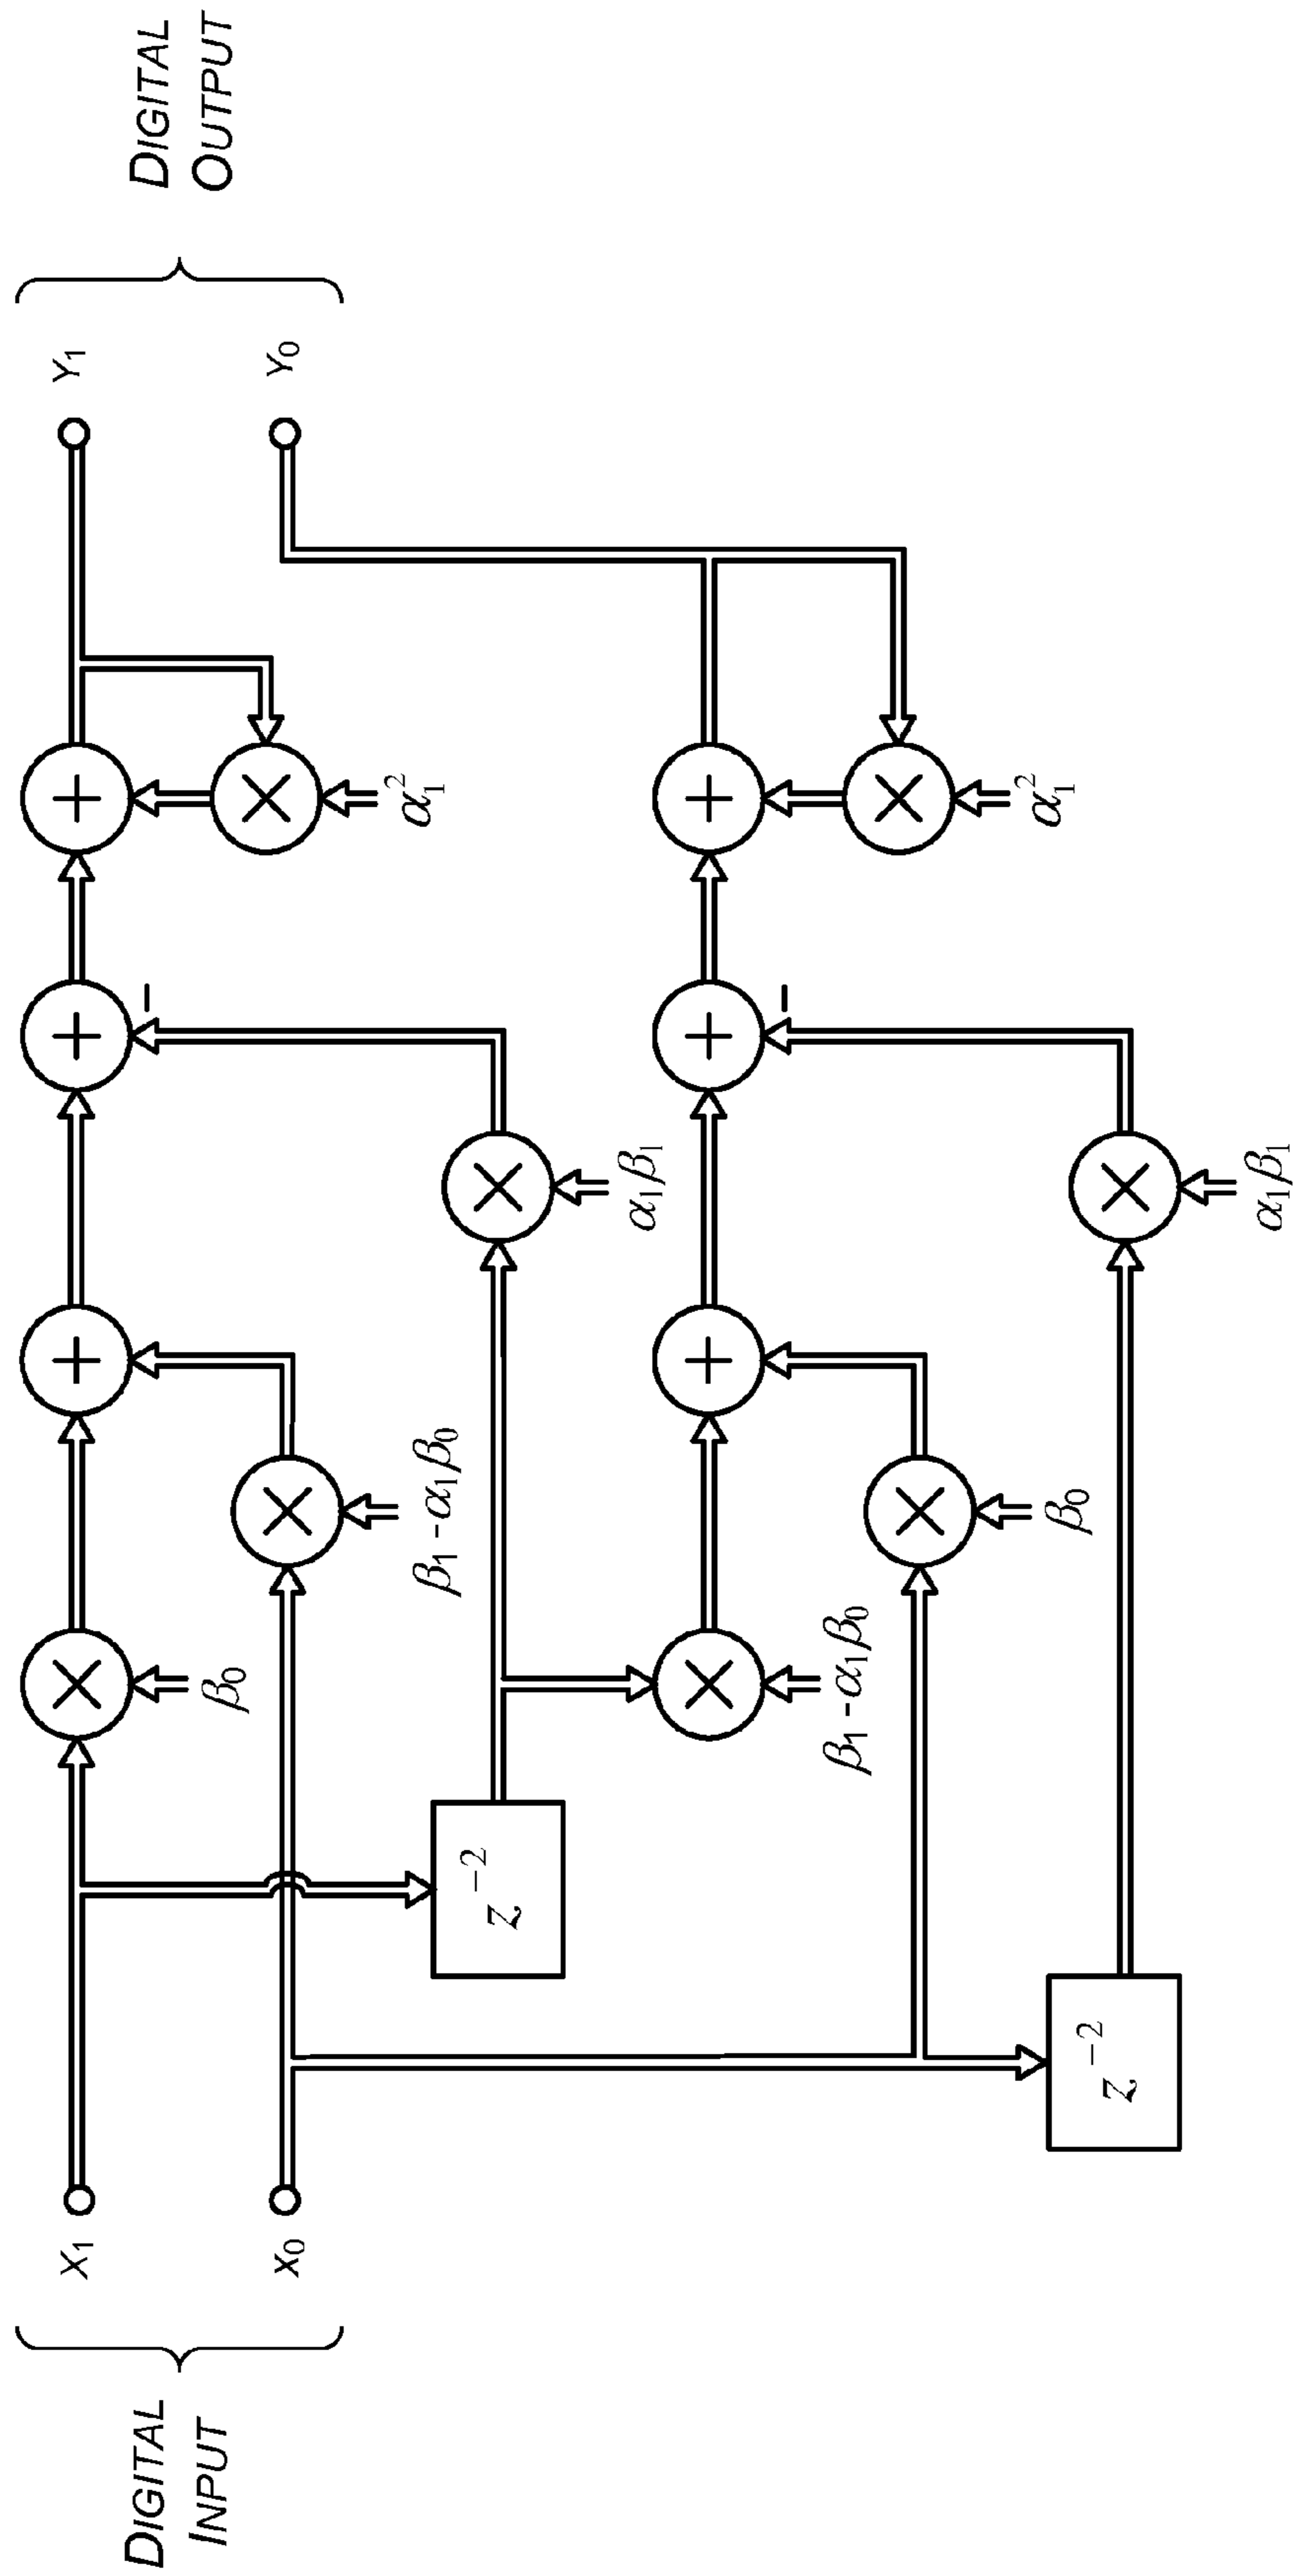 DIGITAL
INPUT
X₁
X₀
z⁻²
z⁻²
β₀
β₁-α₁β₀
β₁-α₁β₀
β₀
α₁β₁
α₁β₁
α₁²
α₁²
Y₁
Y₀
DIGITAL
OUTPUT